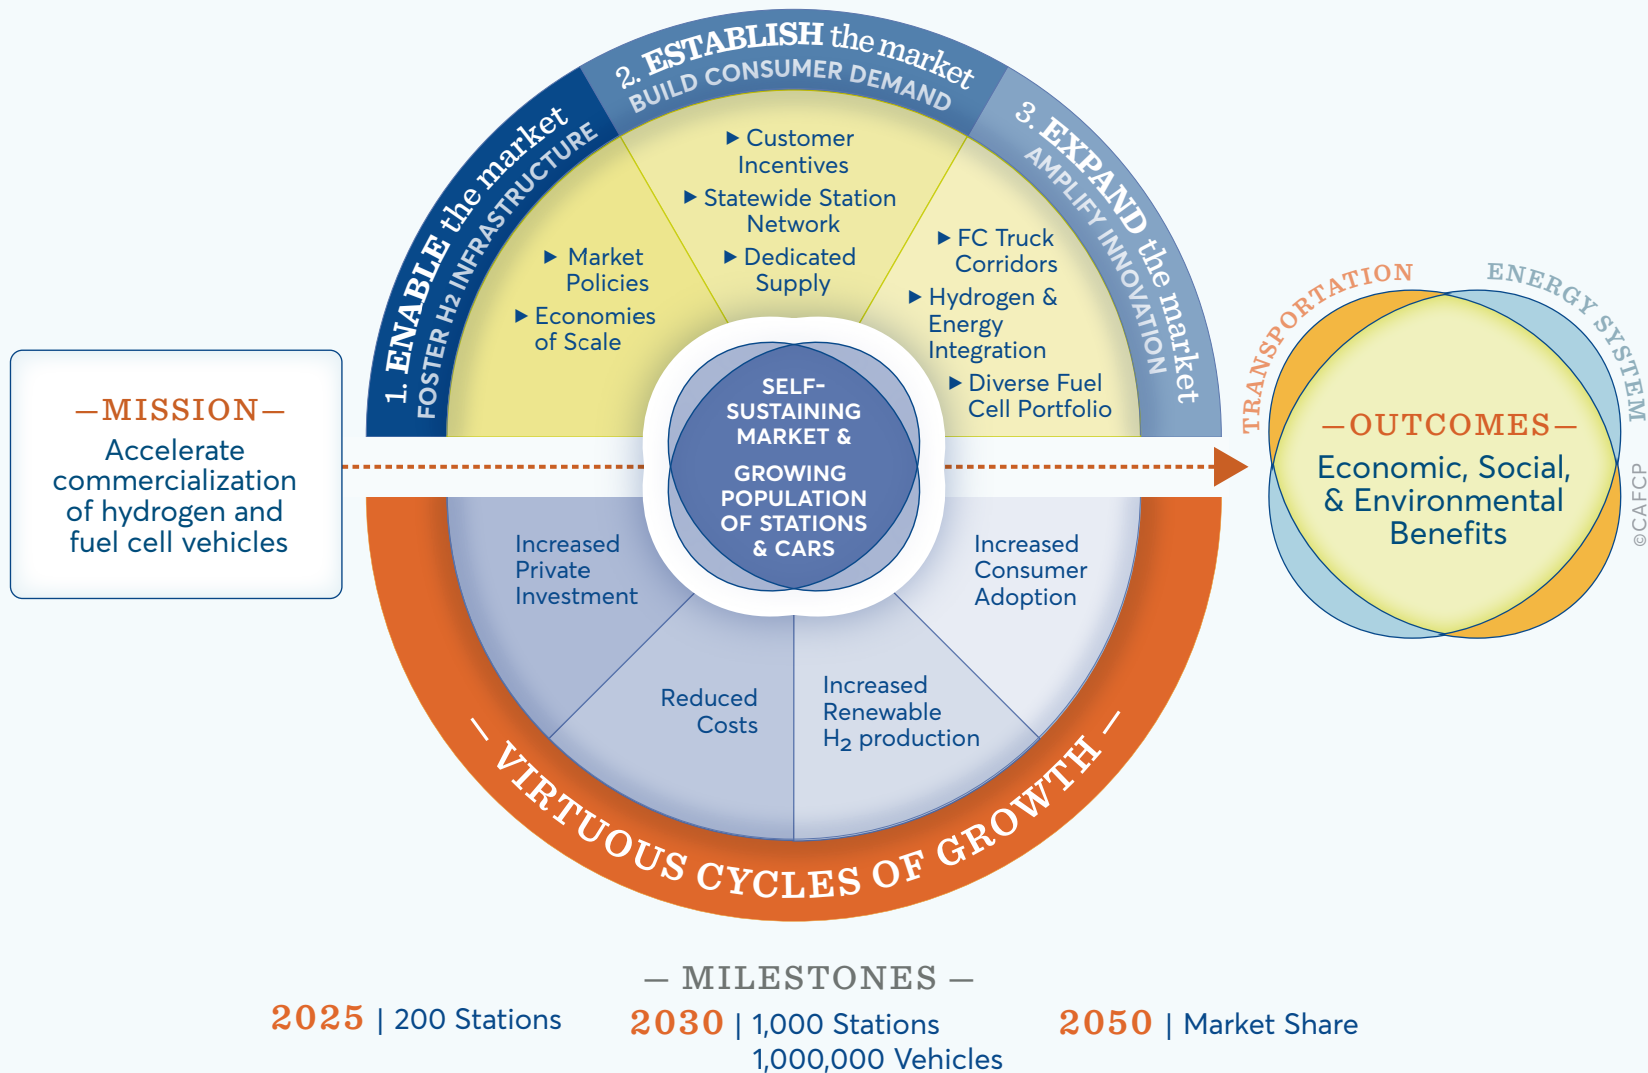 1. ENABLE the market
FOSTER H2 INFRASTRUCTURE
2. ESTABLISH the market
BUILD CONSUMER DEMAND
3. EXPAND the market
AMPLIFY INNOVATION
▶ Market
Policies
▶ Economies
of Scale
▶ Customer
Incentives
▶ Statewide Station
Network
▶ Dedicated
Supply
▶ FC Truck
Corridors
▶ Hydrogen &
Energy
Integration
▶ Diverse Fuel
Cell Portfolio
—MISSION—
Accelerate
commercialization
of hydrogen and
fuel cell vehicles
SELF-
SUSTAINING
MARKET &
GROWING
POPULATION
OF STATIONS
& CARS
TRANSPORTATION
ENERGY SYSTEM
—OUTCOMES—
Economic, Social,
& Environmental
Benefits
©CAFCP
Increased
Private
Investment
Reduced
Costs
Increased
Renewable
H₂ production
Increased
Consumer
Adoption
— VIRTUOUS CYCLES OF GROWTH —
— MILESTONES —
2025 | 200 Stations
2030 | 1,000 Stations
1,000,000 Vehicles
2050 | Market Share